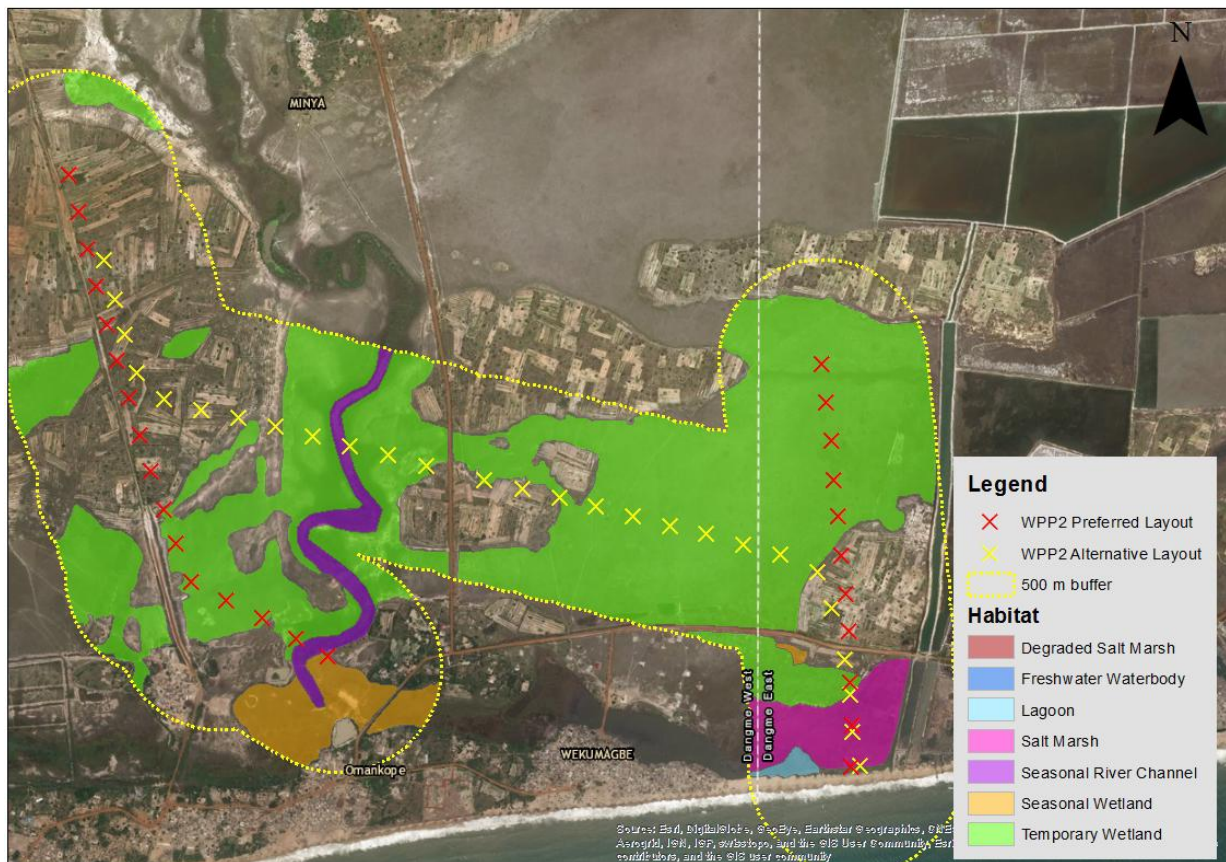 N
MINYA
Dangme West
Dangme East
WEKUMAGBE
Omankope
Legend
WPP2 Preferred Layout
WPP2 Alternative Layout
500 m buffer
Habitat
Degraded Salt Marsh
Freshwater Waterbody
Lagoon
Salt Marsh
Seasonal River Channel
Seasonal Wetland
Temporary Wetland
Source: Esri, DigitalGlobe, GeoEye, Earthstar Geographics,
Aerogrid, IGN, IGP, swisstopo, and the GIS User Community,
contributors, and the GIS user community